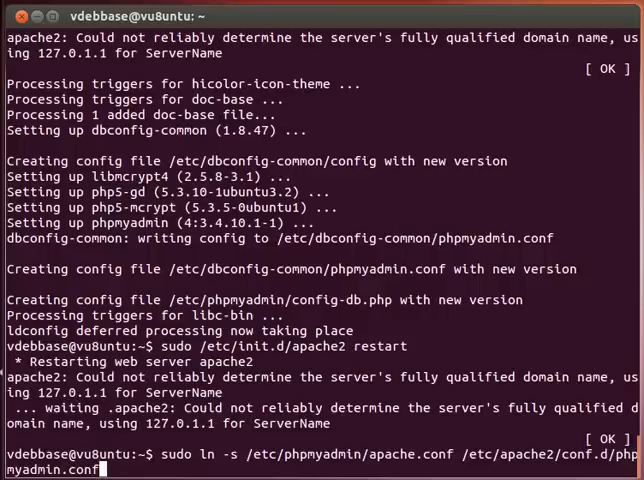 vdebbase@vu8untu: ~
apache2: Could not reliably determine the server's fully qualified domain name, us
ing 127.0.1.1 for ServerName
[ OK ]
Processing triggers for hicolor-icon-theme ...
Processing triggers for doc-base ...
Processing 1 added doc-base file...
Setting up dbconfig-common (1.8.47) ...
Creating config file /etc/dbconfig-common/config with new version
Setting up libmcrypt4 (2.5.8-3.1) ...
Setting up php5-gd (5.3.10-1ubuntu3.2) ...
Setting up php5-mcrypt (5.3.5-0ubuntu1) ...
Setting up phpmyadmin (4:3.4.10.1-1) ...
dbconfig-common: writing config to /etc/dbconfig-common/phpmyadmin.conf
Creating config file /etc/dbconfig-common/phpmyadmin.conf with new version
Creating config file /etc/phpmyadmin/config-db.php with new version
Processing triggers for libc-bin ...
ldconfig deferred processing now taking place
vdebbase@vu8untu:~$ sudo /etc/init.d/apache2 restart
* Restarting web server apache2
apache2: Could not reliably determine the server's fully qualified domain name, us
ing 127.0.1.1 for ServerName
... waiting .apache2: Could not reliably determine the server's fully qualified d
omain name, using 127.0.1.1 for ServerName
[ OK ]
vdebbase@vu8untu:~$ sudo ln -s /etc/phpmyadmin/apache.conf /etc/apache2/conf.d/php
myadmin.conf